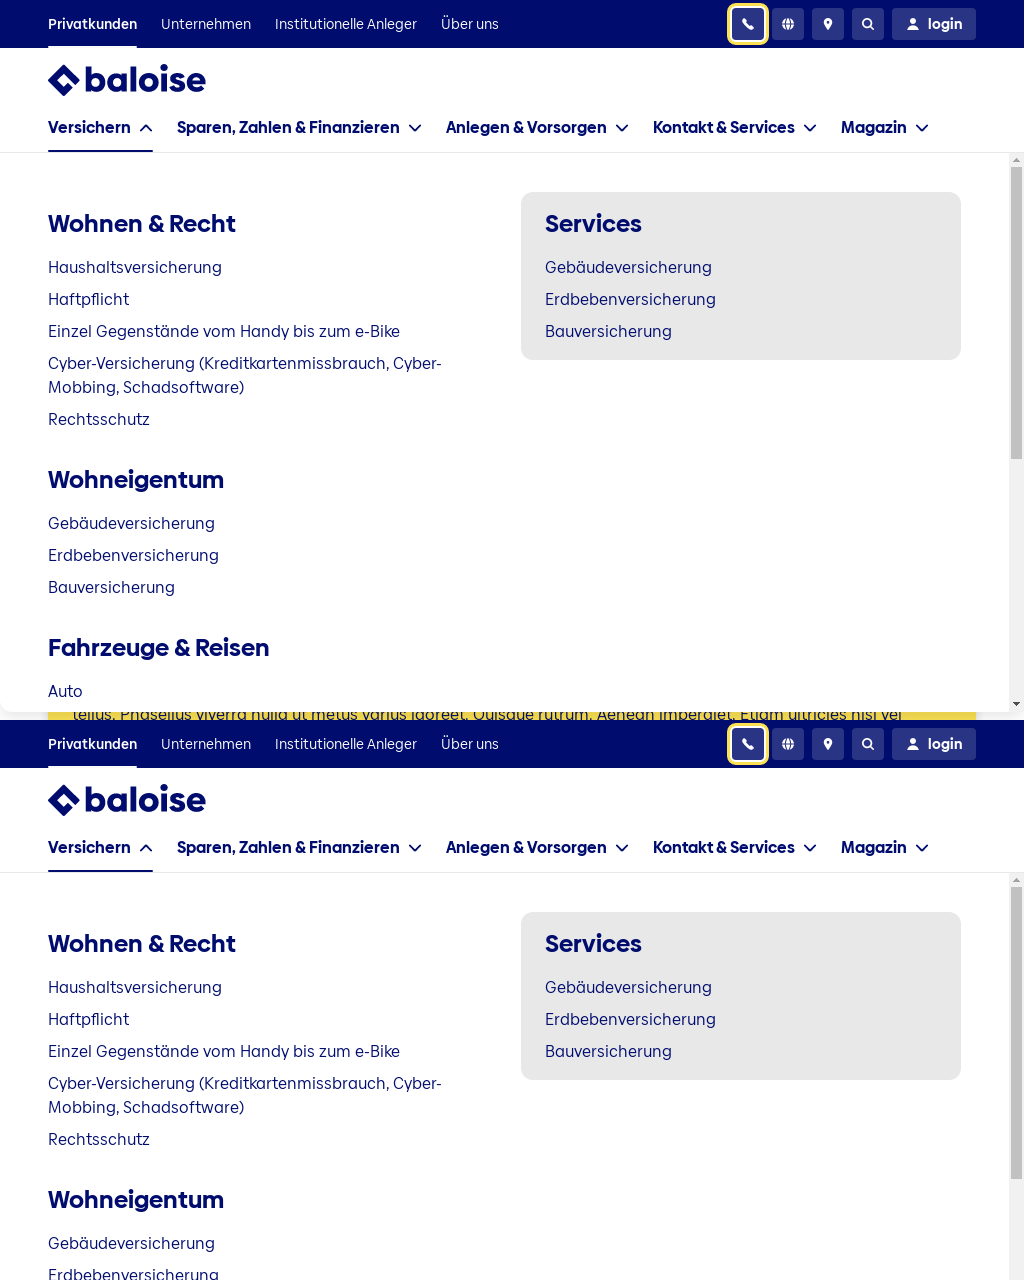 Privatkunden Unternehmen Institutionelle Anleger Über uns login
baloise
Versichern Sparen, Zahlen & Finanzieren Anlegen & Vorsorgen Kontakt & Services Magazin
Wohnen & Recht
Haushaltsversicherung
Haftpflicht
Einzel Gegenstände vom Handy bis zum e-Bike
Cyber-Versicherung (Kreditkartenmissbrauch, Cyber-
Mobbing, Schadsoftware)
Rechtsschutz
Services
Gebäudeversicherung
Erdbebenversicherung
Bauversicherung
Wohneigentum
Gebäudeversicherung
Erdbebenversicherung
Bauversicherung
Fahrzeuge & Reisen
Auto
tellus. Phasellus viverra nulla ut metus varius laoreet. Quisque rutrum. Aenean imperdiet. Etiam ultricies nisi vel
Privatkunden Unternehmen Institutionelle Anleger Über uns login
baloise
Versichern Sparen, Zahlen & Finanzieren Anlegen & Vorsorgen Kontakt & Services Magazin
Wohnen & Recht
Haushaltsversicherung
Haftpflicht
Einzel Gegenstände vom Handy bis zum e-Bike
Cyber-Versicherung (Kreditkartenmissbrauch, Cyber-
Mobbing, Schadsoftware)
Rechtsschutz
Services
Gebäudeversicherung
Erdbebenversicherung
Bauversicherung
Wohneigentum
Gebäudeversicherung
Erdbebenversicherung